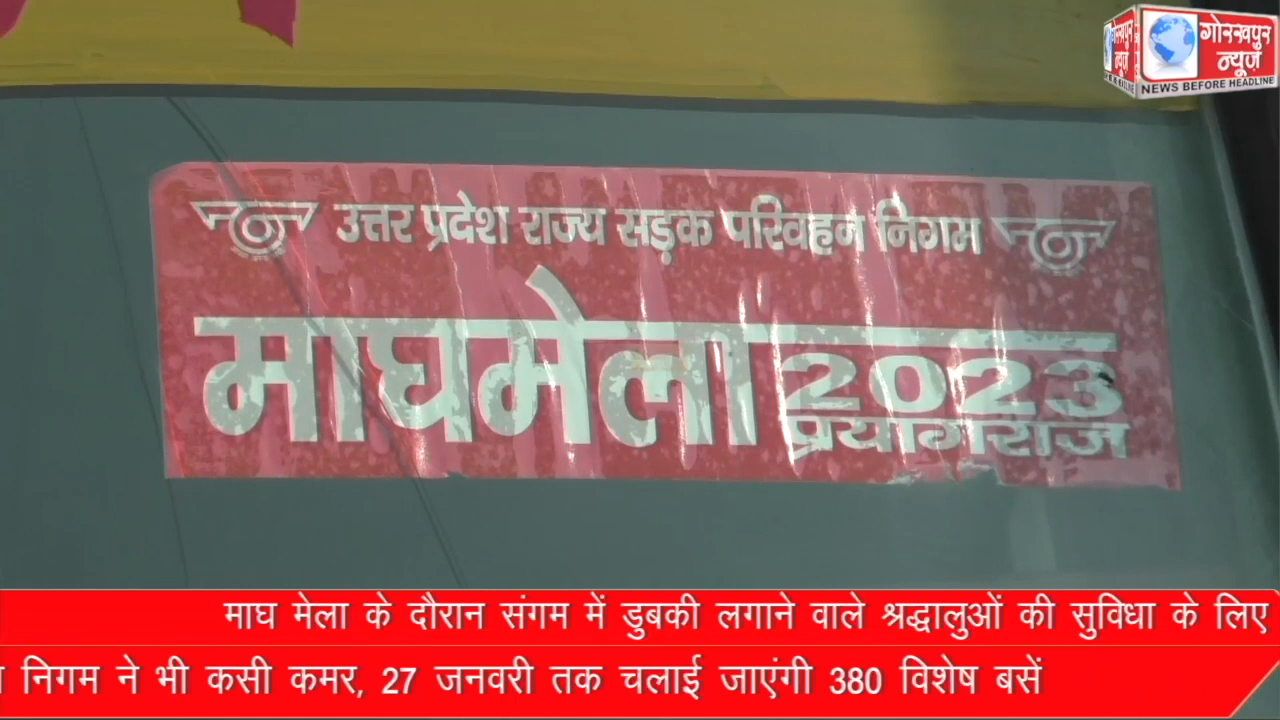 गोरखपुर
न्यूज़
NEWS BEFORE HEADLINE
उत्तर प्रदेश राज्य सड़क परिवहन निगम
माघमेला 2023
प्रयागराज
माघ मेला के दौरान संगम में डुबकी लगाने वाले श्रद्धालुओं की सुविधा के लिए
निगम ने भी कसी कमर, 27 जनवरी तक चलाई जाएंगी 380 विशेष बसें